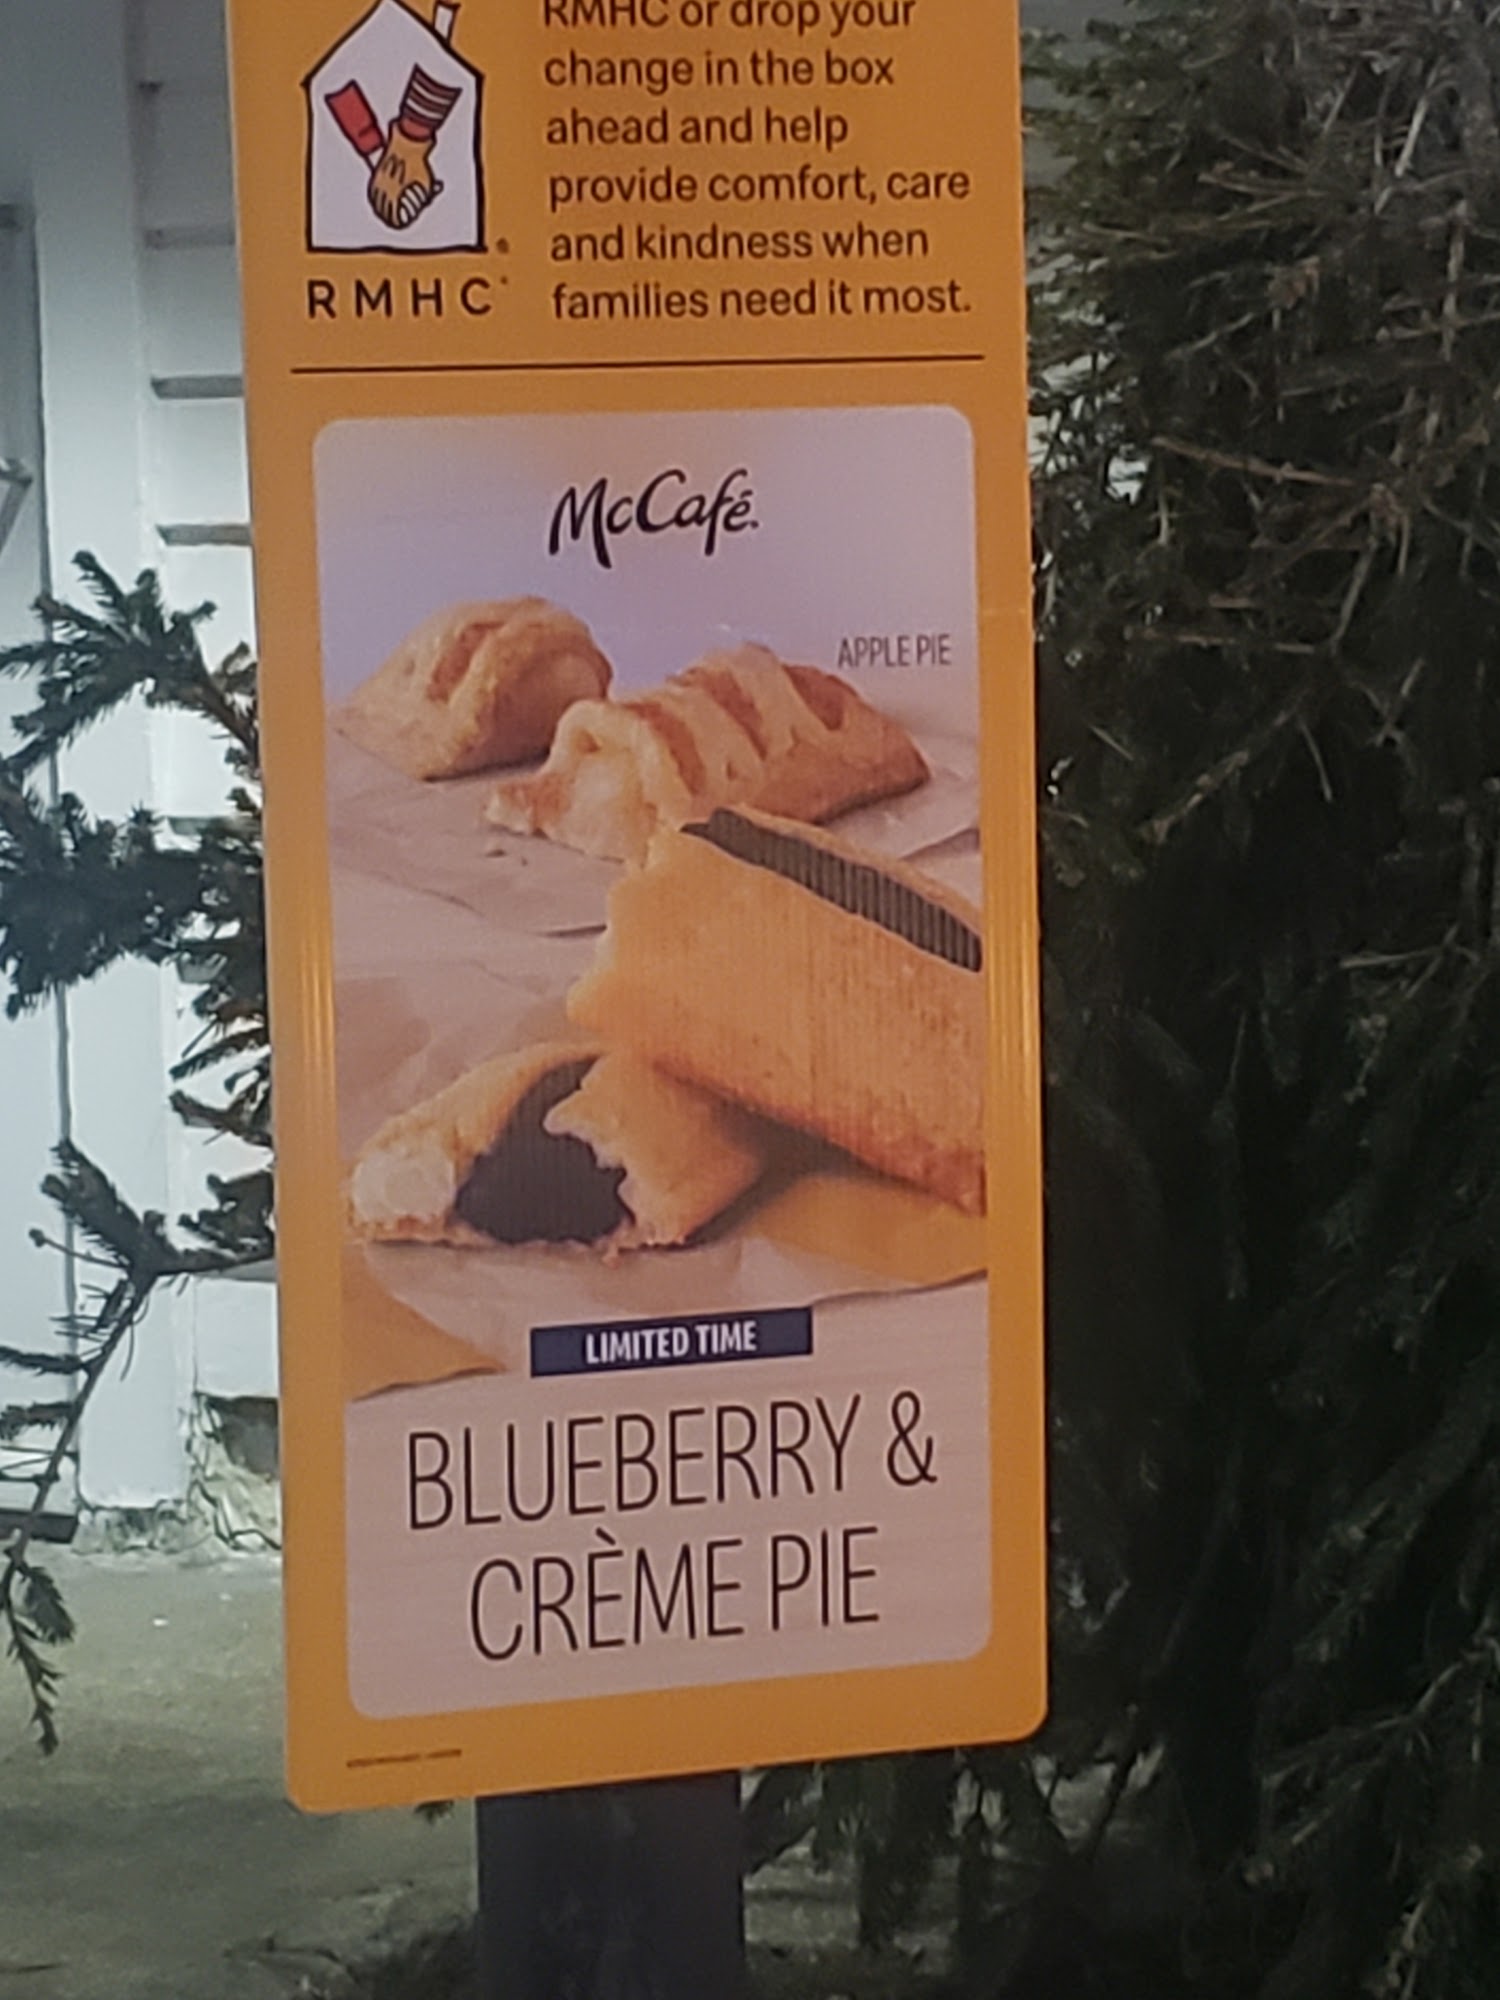 RMHC or drop your
change in the box
ahead and help
provide comfort, care
and kindness when
families need it most.
RMHC
McCafé
APPLE PIE
LIMITED TIME
BLUEBERRY &
CRÈME PIE